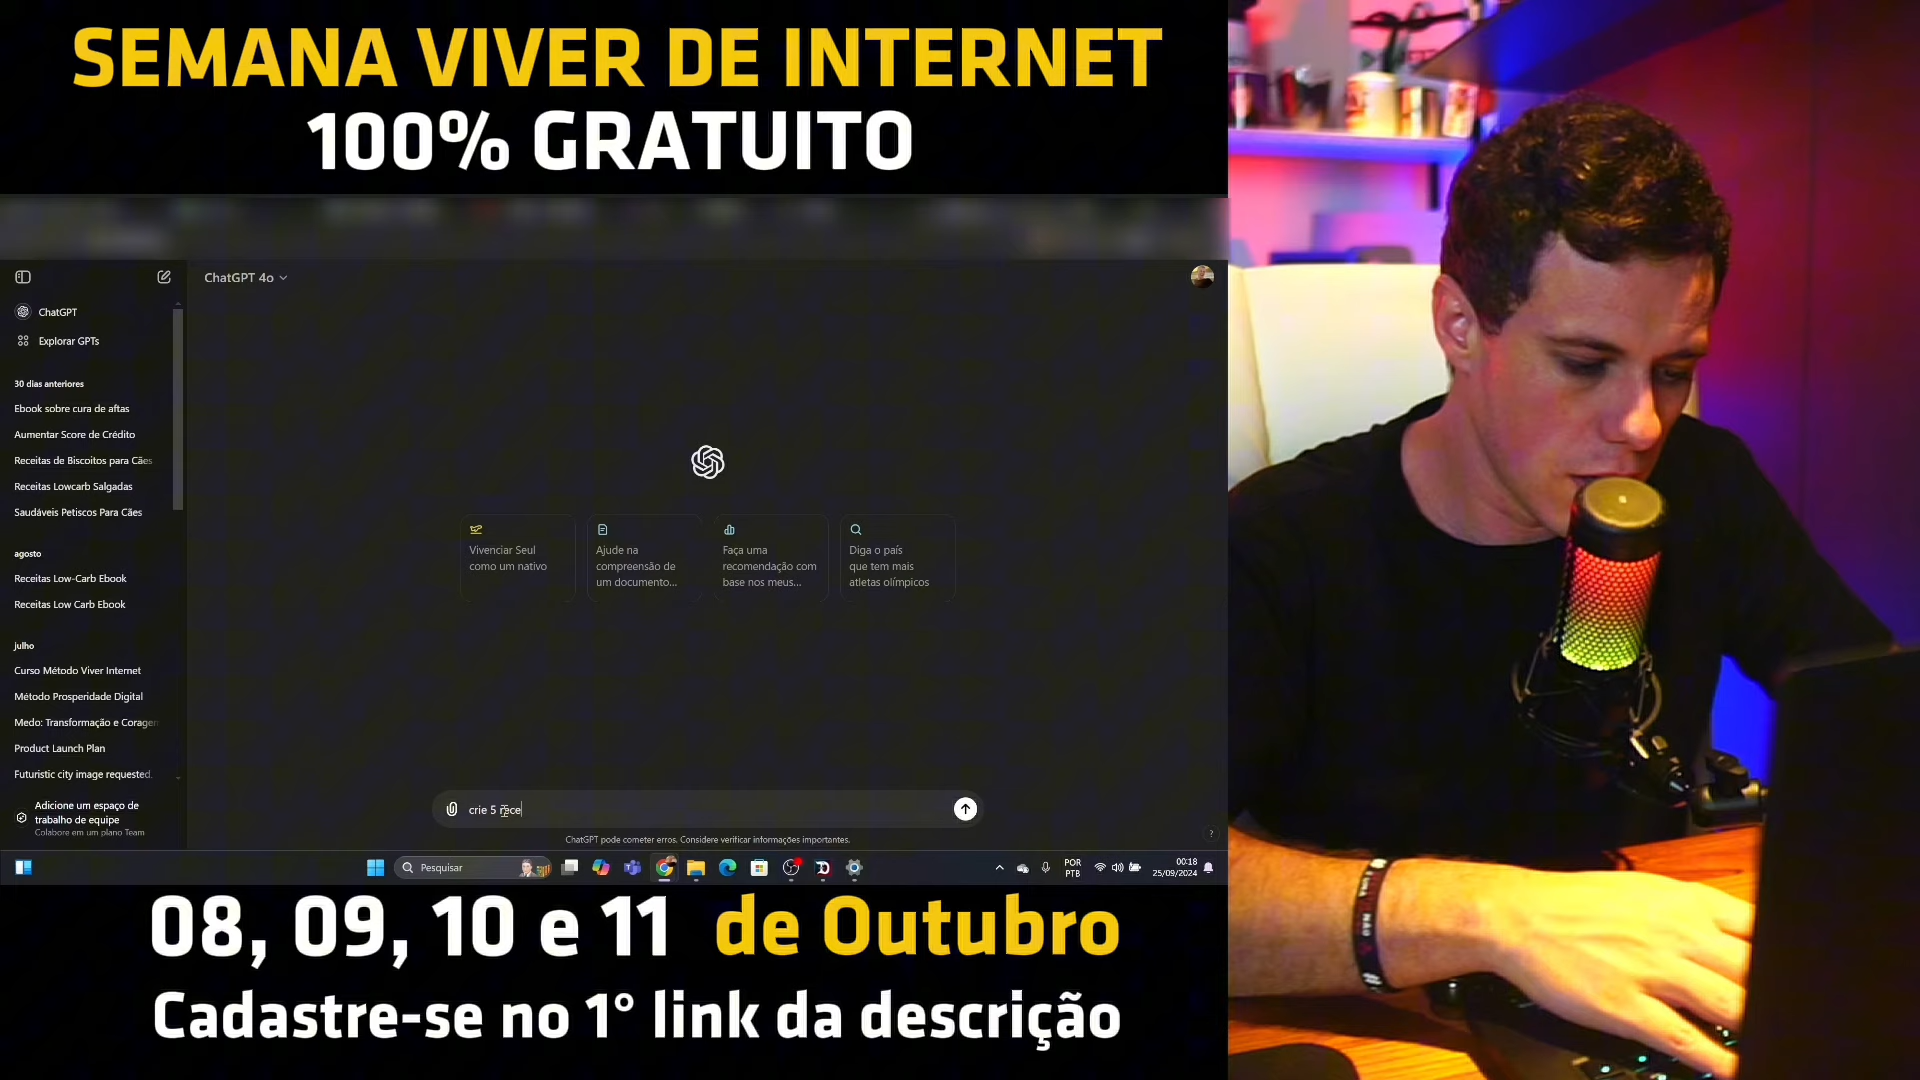 SEMANA VIVER DE INTERNET
100% GRATUITO
ChatGPT 4o
ChatGPT
Explorar GPTs
30 dias anteriores
Ebook sobre cura de aftas
Aumentar Score de Crédito
Receitas de Biscoitos para Cães
Receitas Lowcarb Salgadas
Saudáveis Petiscos Para Cães
agosto
Receitas Low-Carb Ebook
Receitas Low Carb Ebook
julho
Curso Método Viver Internet
Método Prosperidade Digital
Medo: Transformação e Coragem
Product Launch Plan
Futuristic city image requested.
Adicione um espaço de
trabalho de equipe
Colabore em um plano Team
Vivenciar Seul
como um nativo
Ajude na
compreensão de
um documento...
Faça uma
recomendação com
base nos meus...
Diga o país
que tem mais
atletas olímpicos
crie 5 rece
ChatGPT pode cometer erros. Considere verificar informações importantes.
?
Pesquisar
POR
PTB
00:18
25/09/2024
08, 09, 10 e 11 de Outubro
Cadastre-se no 1° link da descrição